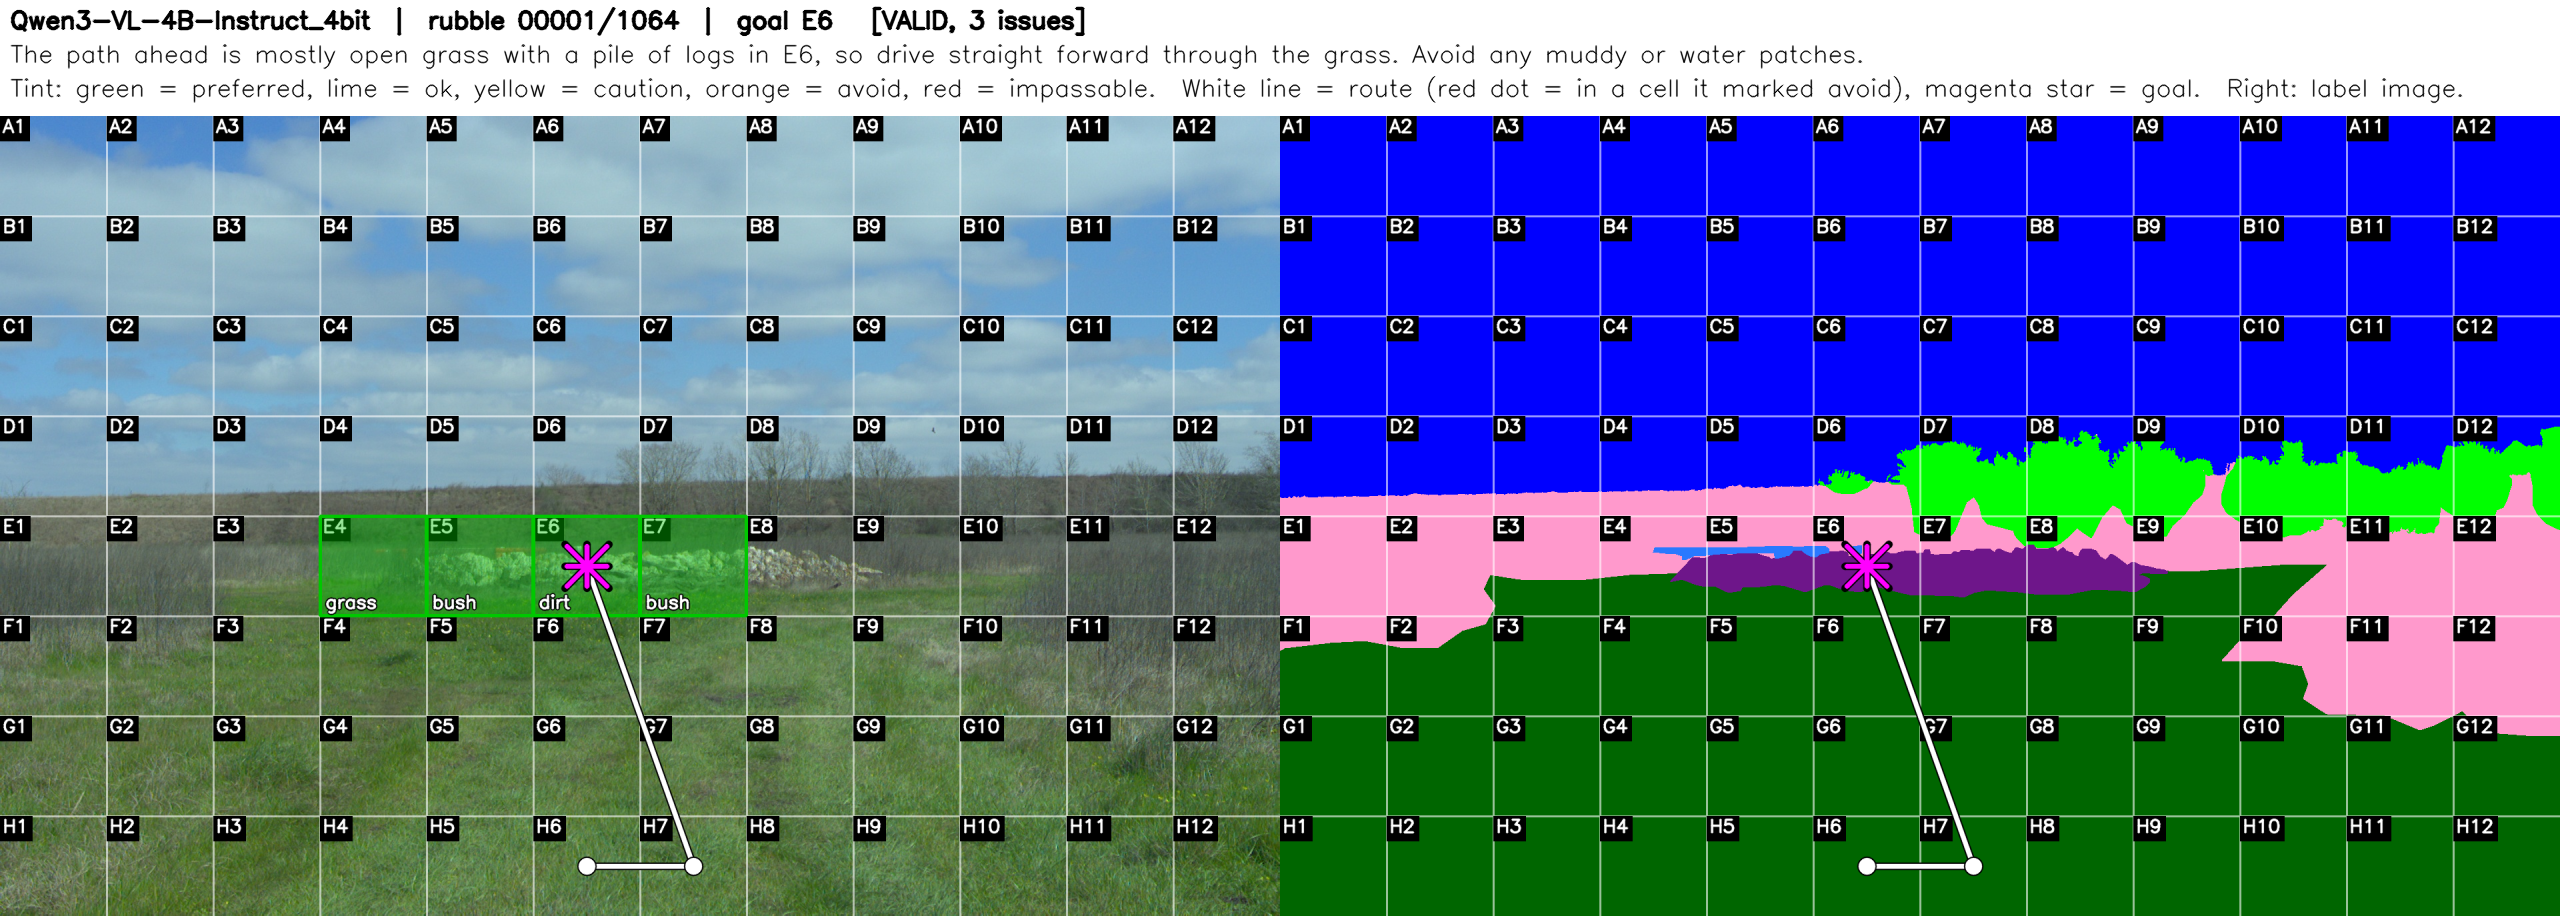 Qwen3-VL-4B-Instruct_4bit | rubble 00001/1064 | goal E6 [VALID, 3 issues]
The path ahead is mostly open grass with a pile of logs in E6, so drive straight forward through the grass. Avoid any muddy or water patches.
Tint: green = preferred, lime = ok, yellow = caution, orange = avoid, red = impassable. White line = route (red dot = in a cell it marked avoid), magenta star = goal. Right: label image.
A1 A2 A3 A4 A5 A6 A7 A8 A9 A10 A11 A12 A1 A2 A3 A4 A5 A6 A7 A8 A9 A10 A11 A12
B1 B2 B3 B4 B5 B6 B7 B8 B9 B10 B11 B12 B1 B2 B3 B4 B5 B6 B7 B8 B9 B10 B11 B12
C1 C2 C3 C4 C5 C6 C7 C8 C9 C10 C11 C12 C1 C2 C3 C4 C5 C6 C7 C8 C9 C10 C11 C12
D1 D2 D3 D4 D5 D6 D7 D8 D9 D10 D11 D12 D1 D2 D3 D4 D5 D6 D7 D8 D9 D10 D11 D12
E1 E2 E3 E4 E5 E6 E7 E8 E9 E10 E11 E12 E1 E2 E3 E4 E5 E6 E7 E8 E9 E10 E11 E12
grass bush dirt bush
F1 F2 F3 F4 F5 F6 F7 F8 F9 F10 F11 F12 F1 F2 F3 F4 F5 F6 F7 F8 F9 F10 F11 F12
G1 G2 G3 G4 G5 G6 G7 G8 G9 G10 G11 G12 G1 G2 G3 G4 G5 G6 G7 G8 G9 G10 G11 G12
H1 H2 H3 H4 H5 H6 H7 H8 H9 H10 H11 H12 H1 H2 H3 H4 H5 H6 H7 H8 H9 H10 H11 H12